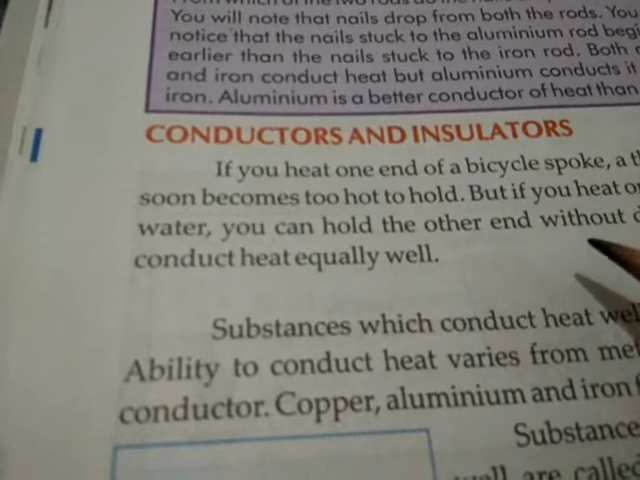 You will note that nails drop from both the rods. You
notice that the nails stuck to the aluminium rod
earlier than the nails stuck to the iron rod. Both
and iron conduct heat but aluminium conducts it
iron. Aluminium is a better conductor of heat than
CONDUCTORS AND INSULATORS
If you heat one end of a bicycle spoke, a
soon becomes too hot to hold. But if you heat
water, you can hold the other end without
conduct heat equally well.
Substances which conduct heat
Ability to conduct heat varies from
conductor. Copper, aluminium and iron
Substance
well are called